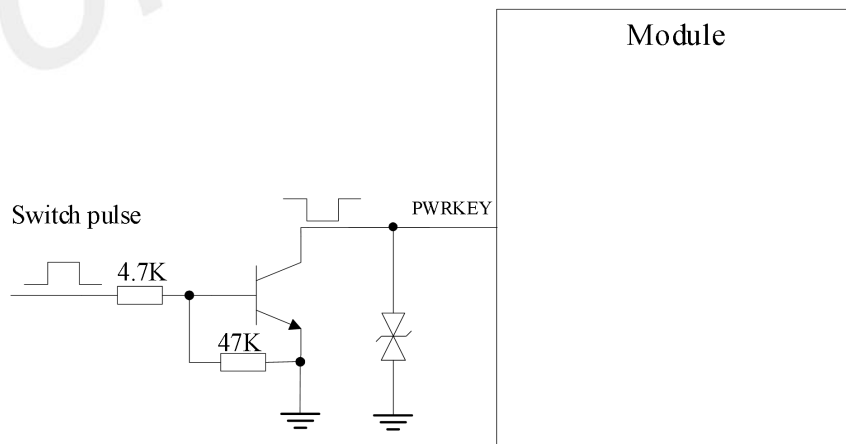 Module
PWRKEY
Switch pulse
4.7K
47K